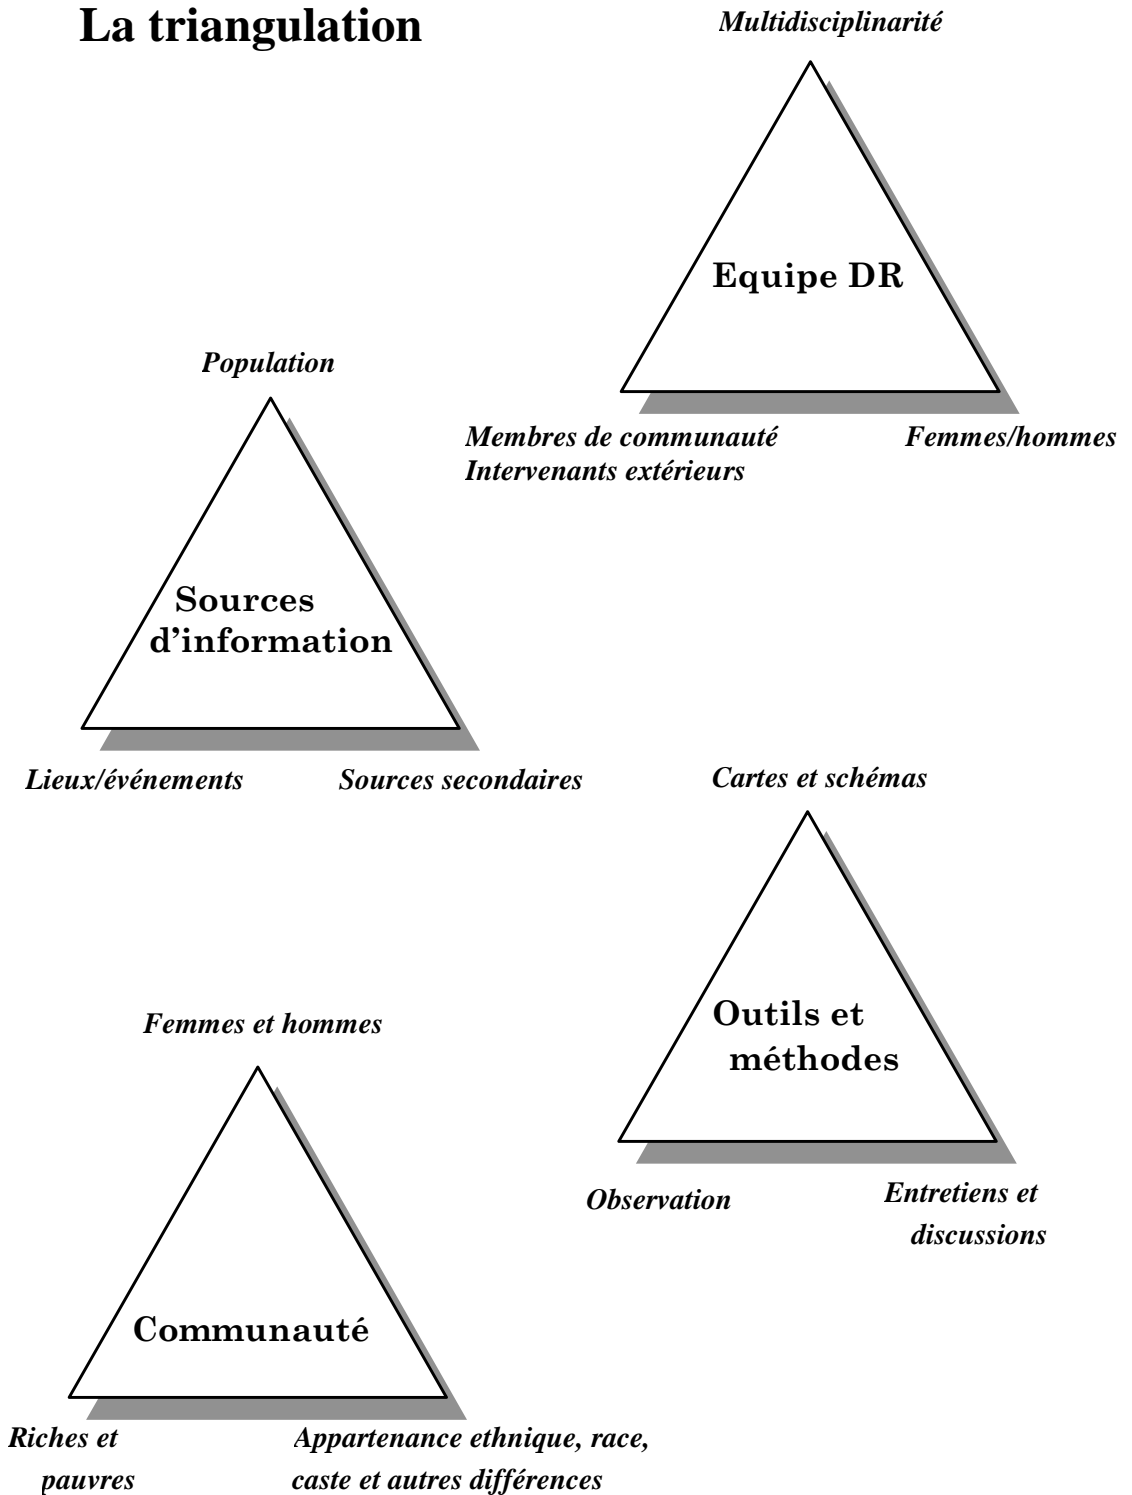 La triangulation
Multidisciplinarité
Equipe DR
Membres de communauté
Intervenants extérieurs
Femmes/hommes
Population
Sources
d’information
Lieux/événements
Sources secondaires
Cartes et schémas
Outils et
méthodes
Observation
Entretiens et
discussions
Femmes et hommes
Communauté
Riches et
pauvres
Appartenance ethnique, race,
caste et autres différences